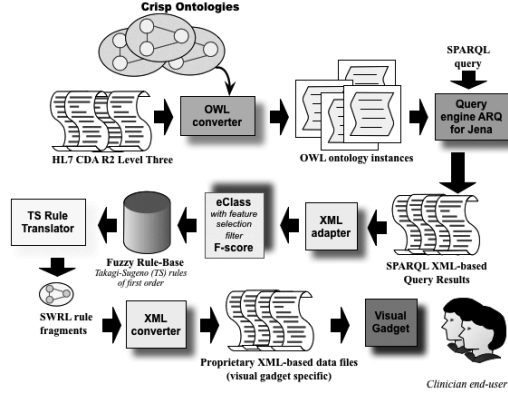 Crisp Ontologies
SPARQL
query
OWL
converter
Query
engine ARQ
for Jena
HL7 CDA R2 Level Three
OWL ontology instances
TS Rule
Translator
eClass
with feature
selection
filter
F-score
XML
adapter
Fuzzy Rule-Base
Takagi-Sugeno (TS) rules
of first order
SPARQL XML-based
Query Results
SWRL rule
fragments
XML
converter
Visual
Gadget
Proprietary XML-based data files
(visual gadget specific)
Clinician end-user